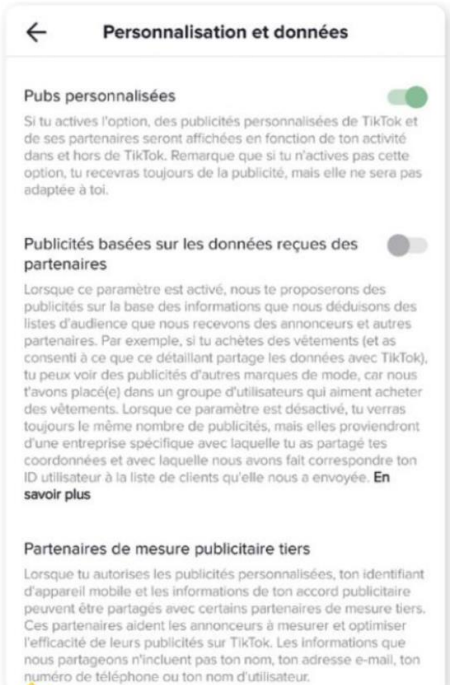 Personnalisation et données
Pubs personnalisées
Si tu actives l'option, des publicités personnalisées de TikTok et
de ses partenaires seront affichées en fonction de ton activité
dans et hors de TikTok. Remarque que si tu n'actives pas cette
option, tu recevras toujours de la publicité, mais elle ne sera pas
adaptée à toi.
Publicités basées sur les données reçues des
partenaires
Lorsque ce paramètre est activé, nous te proposerons des
publicités sur la base des informations que nous déduisons des
listes d'audience que nous recevons des annonceurs et autres
partenaires. Par exemple, si tu achètes des vêtements (et as
consenti à ce que ce détaillant partage les données avec TikTok),
tu peux voir des publicités d'autres marques de mode, car nous
t'avons placé(e) dans un groupe d'utilisateurs qui aiment acheter
des vêtements. Lorsque ce paramètre est désactivé, tu verras
toujours le même nombre de publicités, mais elles proviendront
d'une entreprise spécifique avec laquelle tu as partagé tes
coordonnées et avec laquelle nous avons fait correspondre ton
ID utilisateur à la liste de clients qu'elle nous a envoyée. En
savoir plus
Partenaires de mesure publicitaire tiers
Lorsque tu autorises les publicités personnalisées, ton identifiant
d'appareil mobile et les informations de ton accord publicitaire
peuvent être partagés avec certains partenaires de mesure tiers.
Ces partenaires aident les annonceurs à mesurer et optimiser
l'efficacité de leurs publicités sur TikTok. Les informations que
nous partageons n'incluent pas ton nom, ton adresse e-mail, ton
numéro de téléphone ou ton nom d'utilisateur.